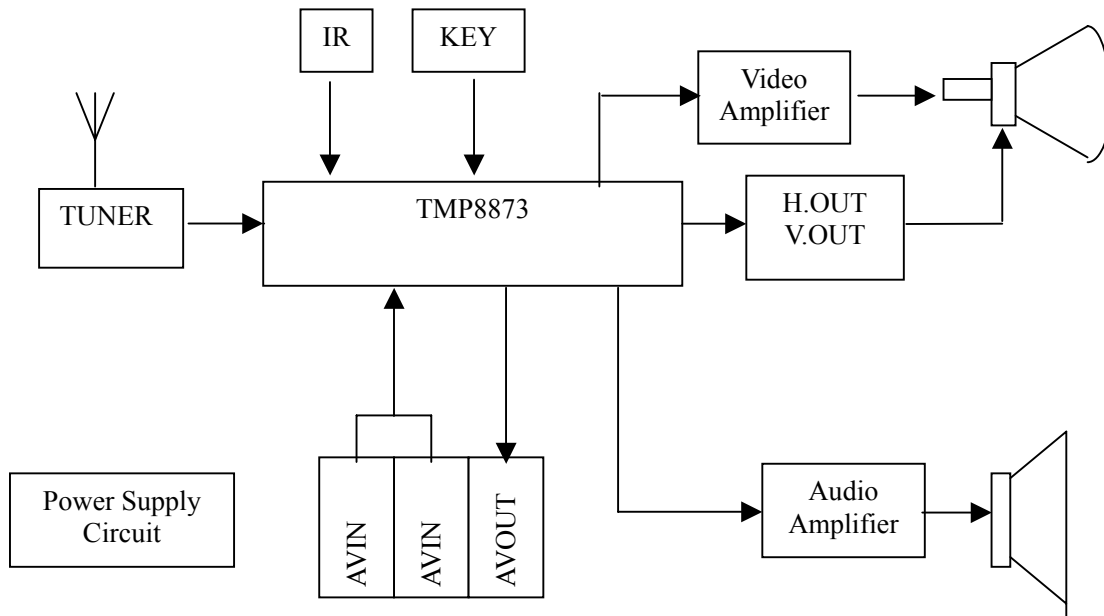 IR
KEY
Video
Amplifier
TUNER
TMP8873
H.OUT
V.OUT
Power Supply
Circuit
AVIN
AVIN
AVOUT
Audio
Amplifier